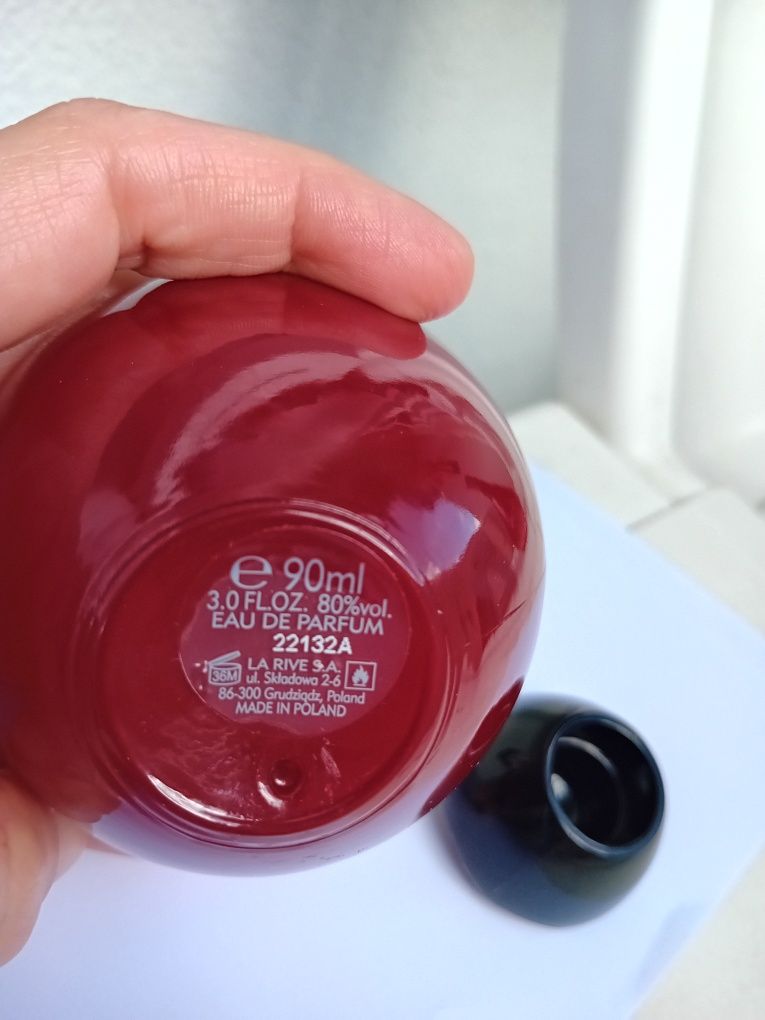 e 90ml
3.0 FL.OZ. 80%vol.
EAU DE PARFUM
22132A
36M LA RIVE S.A.
ul. Składowa 2-6
86-300 Grudziądz, Poland
MADE IN POLAND